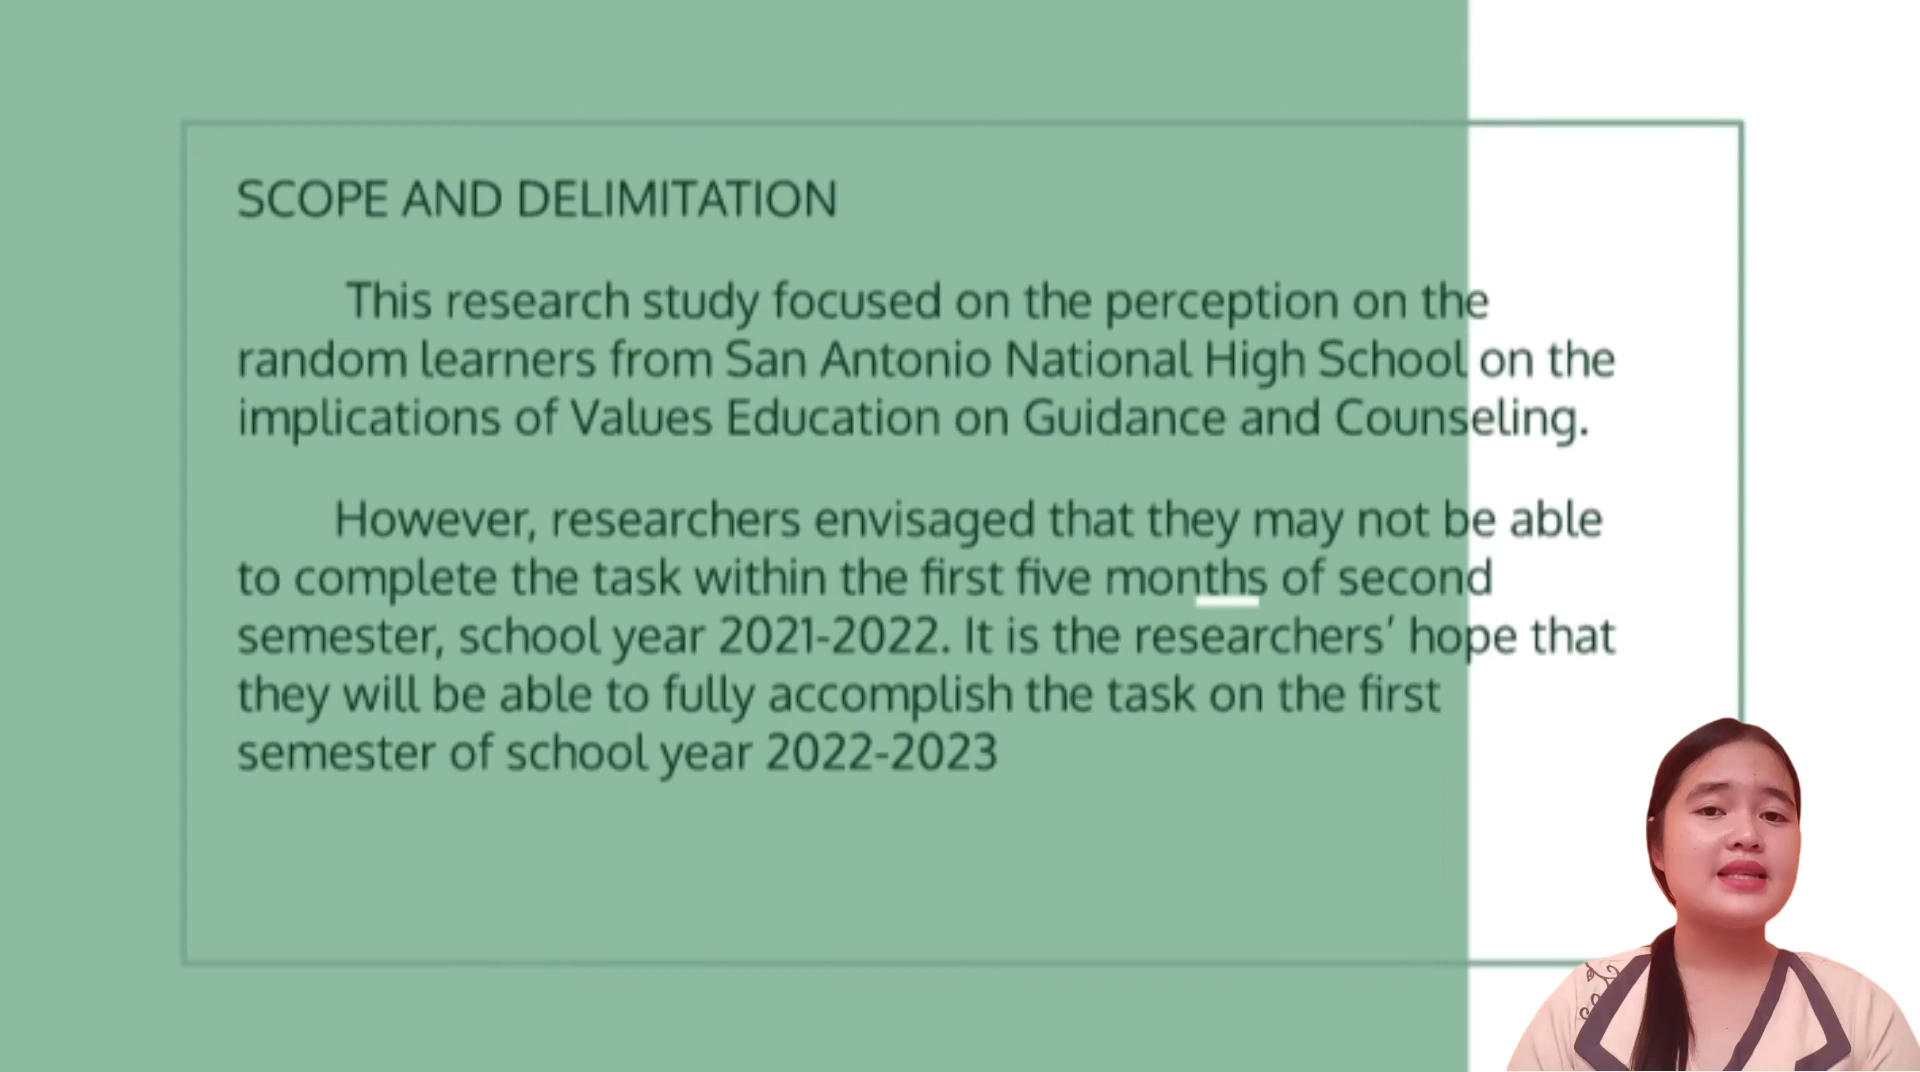 SCOPE AND DELIMITATION
This research study focused on the perception on the
random learners from San Antonio National High School on the
implications of Values Education on Guidance and Counseling.
However, researchers envisaged that they may not be able
to complete the task within the first five months of second
semester, school year 2021-2022. It is the researchers’ hope that
they will be able to fully accomplish the task on the first
semester of school year 2022-2023